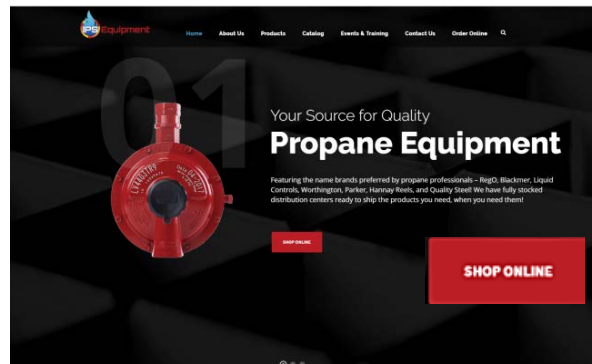 IPG Equipment
Home About Us Products Catalog Events & Training Contact Us Order Online
01
Your Source for Quality
Propane Equipment
Featuring the name brands preferred by propane professionals – RegO, Blackmer, Liquid
Controls, Worthington, Parker, Hannay Reels, and Quality Steel! We have fully stocked
distribution centers ready to ship the products you need, when you need them!
SHOP ONLINE
SHOP ONLINE